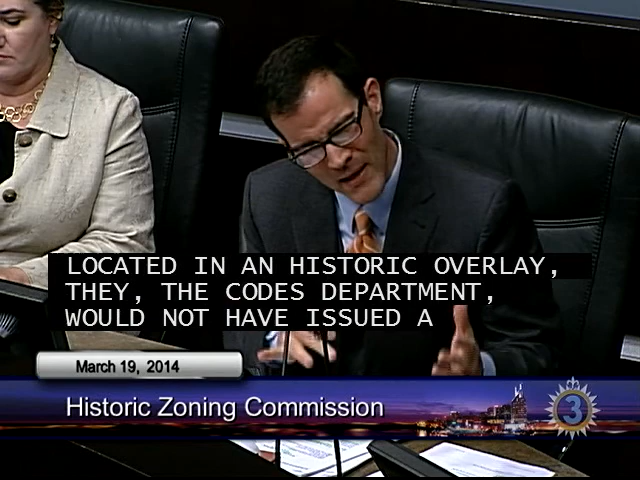 LOCATED IN AN HISTORIC OVERLAY,
THEY, THE CODES DEPARTMENT,
WOULD NOT HAVE ISSUED A
March 19, 2014
Historic Zoning Commission
3